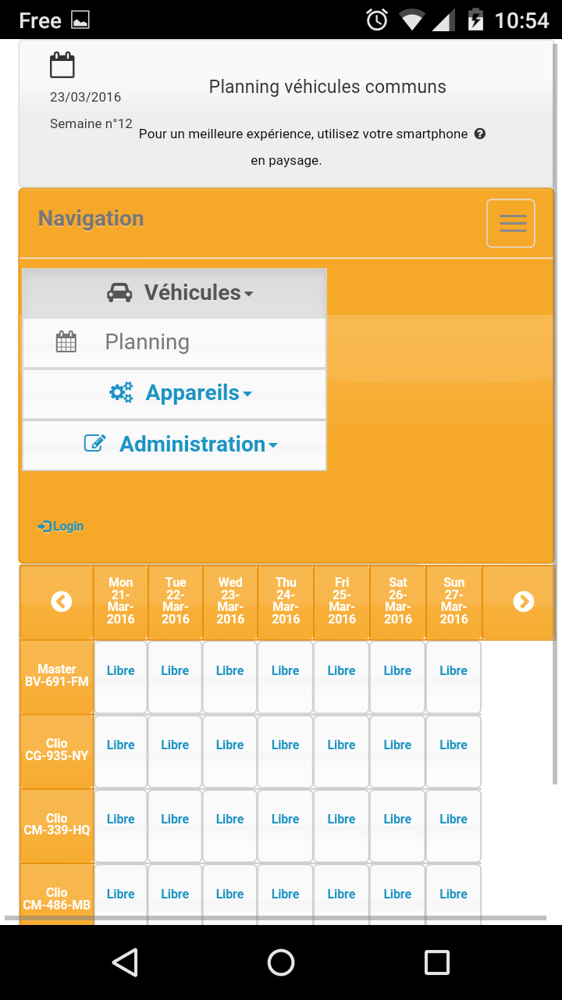 Free 10:54
23/03/2016
Semaine n°12
Planning véhicules communs
Pour un meilleure expérience, utilisez votre smartphone
en paysage.
Navigation
Véhicules
Planning
Appareils
Administration
Login
Mon 21-Mar-2016 Tue 22-Mar-2016 Wed 23-Mar-2016 Thu 24-Mar-2016 Fri 25-Mar-2016 Sat 26-Mar-2016 Sun 27-Mar-2016
Master BV-691-FM Libre Libre Libre Libre Libre Libre Libre
Clio CG-935-NY Libre Libre Libre Libre Libre Libre Libre
Clio CM-339-HQ Libre Libre Libre Libre Libre Libre Libre
Clio CM-486-MB Libre Libre Libre Libre Libre Libre Libre